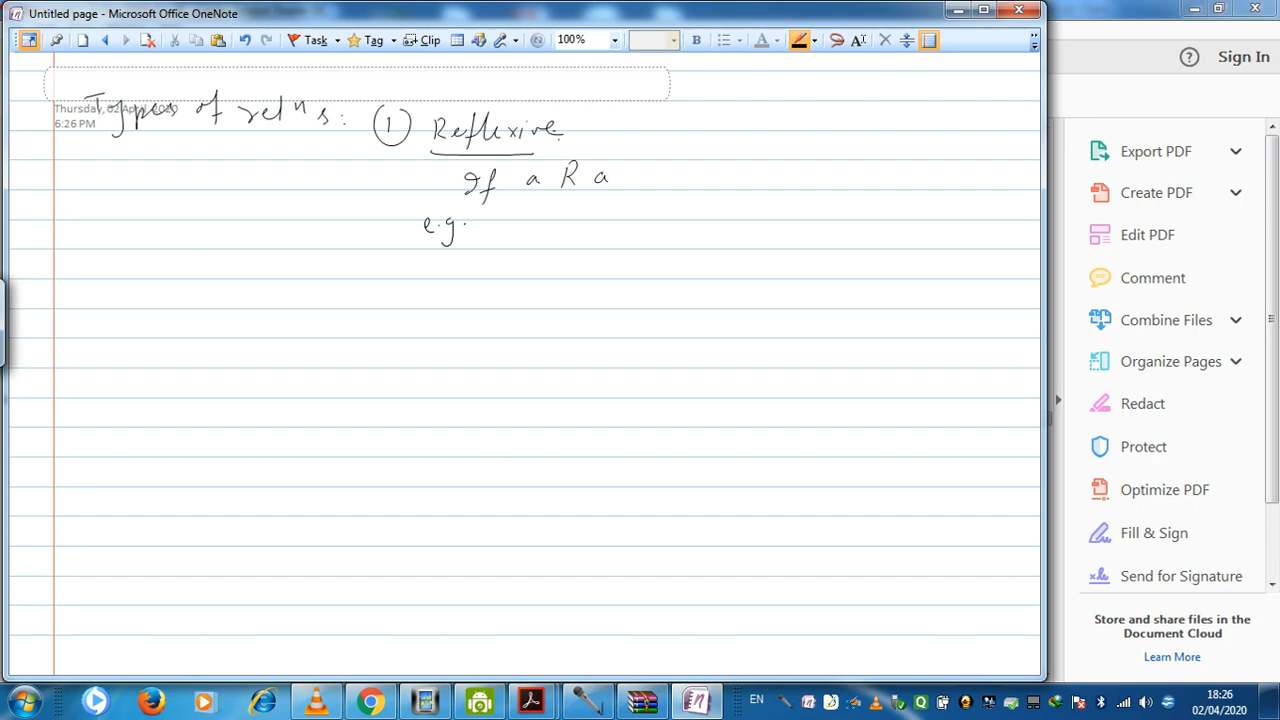 Untitled page - Microsoft Office OneNote
Task
Tag
Clip
100%
B
A
Sign In
Thursday, 02 April, 2020
6:26 PM
Types of reln s : 1 Reflexive
If a R a
e.g.
Export PDF
Create PDF
Edit PDF
Comment
Combine Files
Organize Pages
Redact
Protect
Optimize PDF
Fill & Sign
Send for Signature
Store and share files in the
Document Cloud
Learn More
EN
18:26
02/04/2020